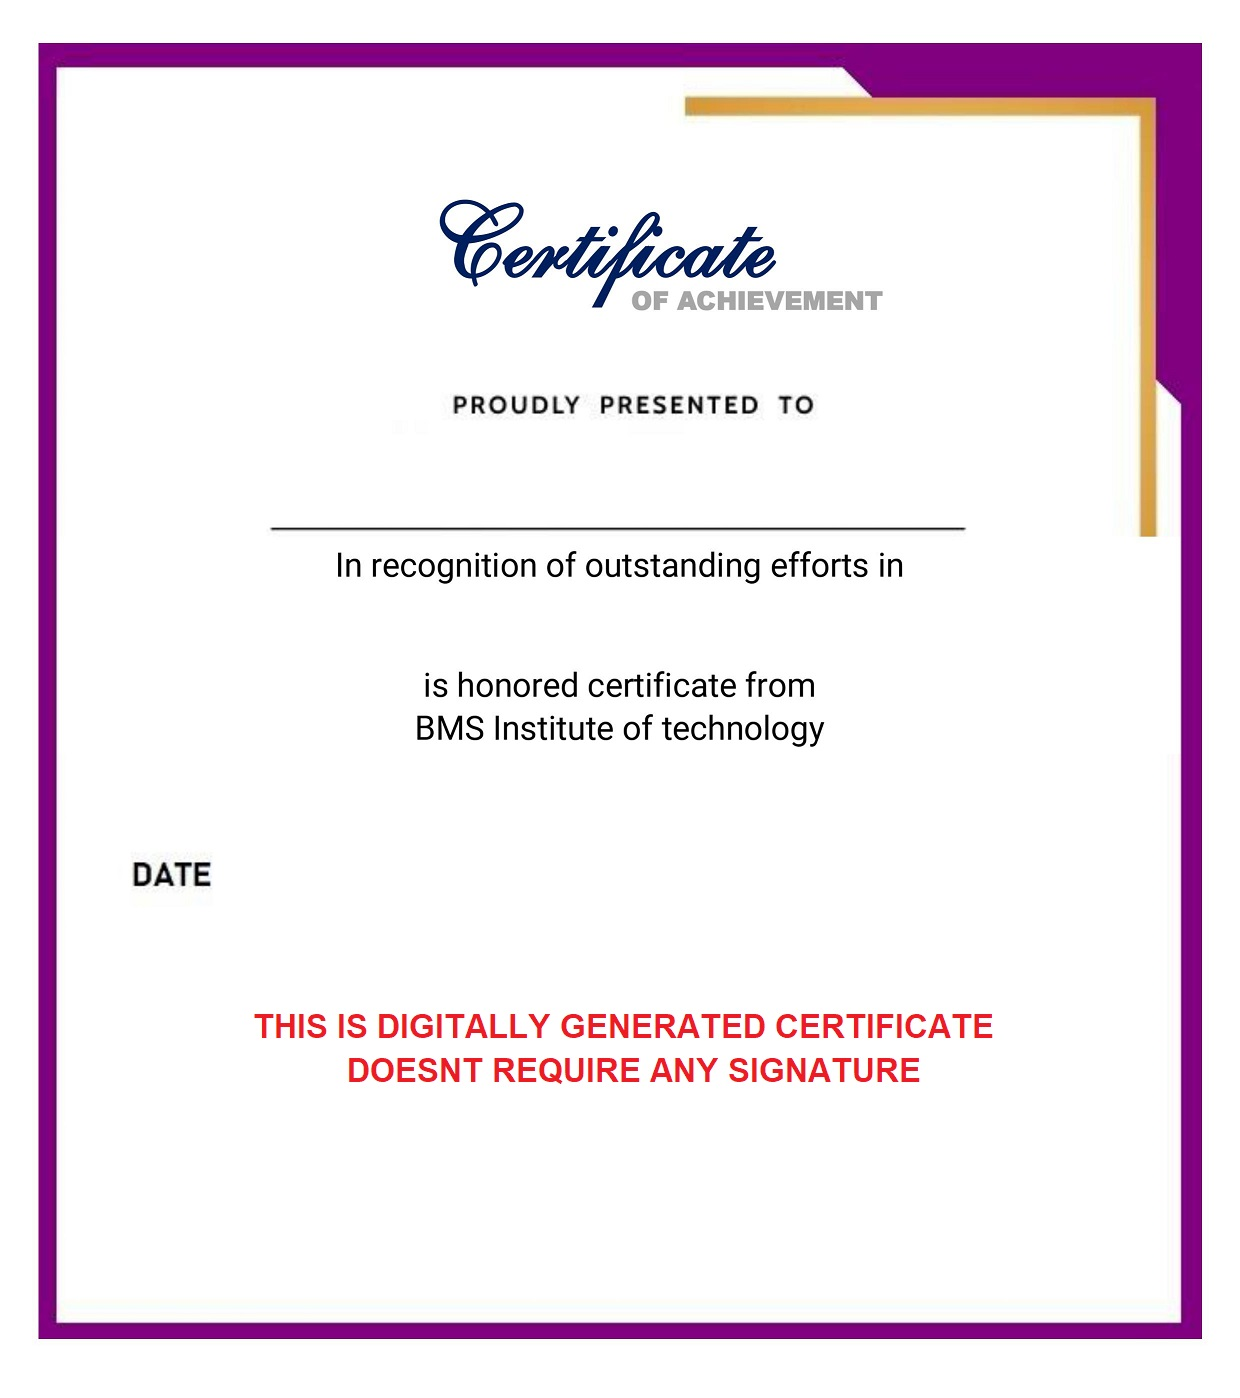 Certificate
OF ACHIEVEMENT
PROUDLY PRESENTED TO
In recognition of outstanding efforts in
is honored certificate from
BMS Institute of technology
DATE
THIS IS DIGITALLY GENERATED CERTIFICATE
DOESNT REQUIRE ANY SIGNATURE